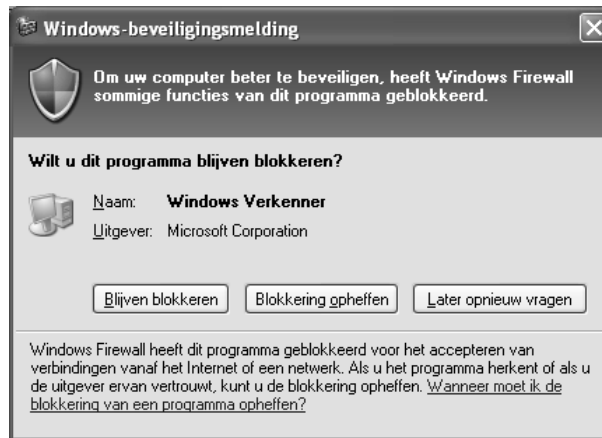 Windows-beveiligingsmelding
Om uw computer beter te beveiligen, heeft Windows Firewall
sommige functies van dit programma geblokkeerd.
Wilt u dit programma blijven blokkeren?
Naam: Windows Verkenner
Uitgever: Microsoft Corporation
Blijven blokkeren Blokkering opheffen Later opnieuw vragen
Windows Firewall heeft dit programma geblokkeerd voor het accepteren van
verbindingen vanaf het Internet of een netwerk. Als u het programma herkent of als u
de uitgever ervan vertrouwt, kunt u de blokkering opheffen. Wanneer moet ik de
blokkering van een programma opheffen?